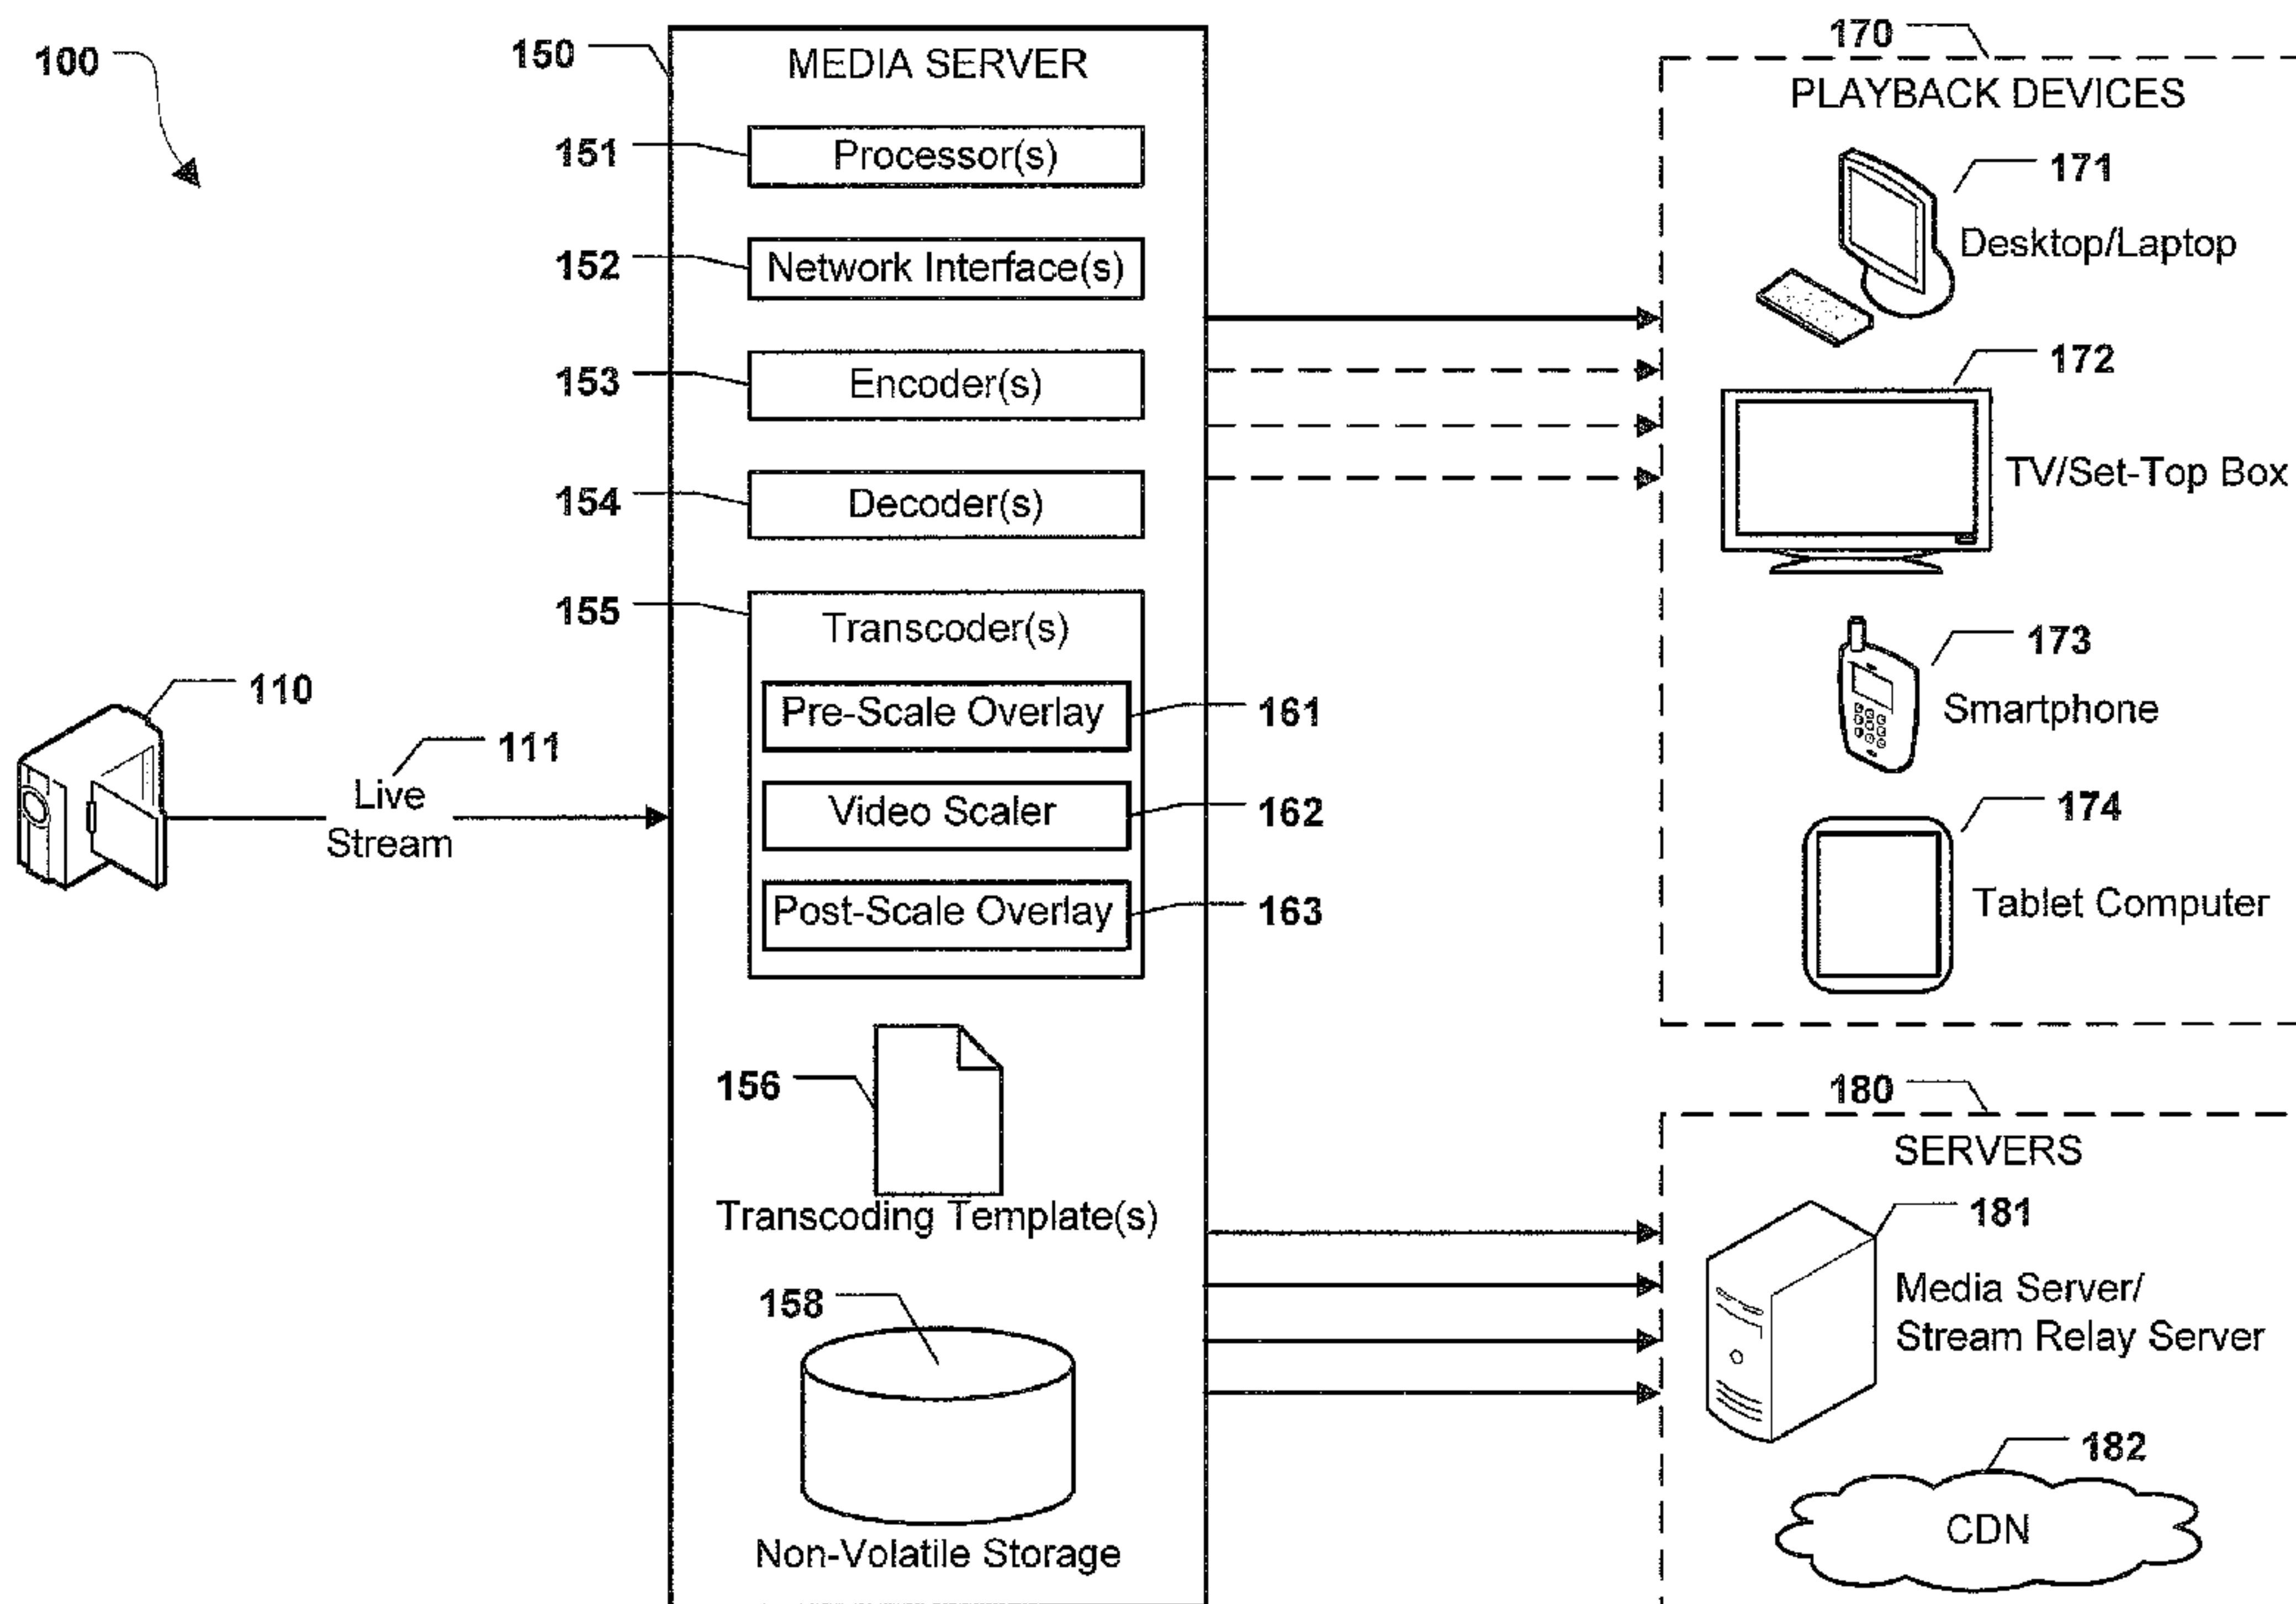 100
150
MEDIA SERVER
151
Processor(s)
152
Network Interface(s)
153
Encoder(s)
154
Decoder(s)
155
Transcoder(s)
Pre-Scale Overlay
161
Video Scaler
162
Post-Scale Overlay
163
110
111
Live
Stream
156
Transcoding Template(s)
158
Non-Volatile Storage
170
PLAYBACK DEVICES
171
Desktop/Laptop
172
TV/Set-Top Box
173
Smartphone
174
Tablet Computer
180
SERVERS
181
Media Server/
Stream Relay Server
182
CDN